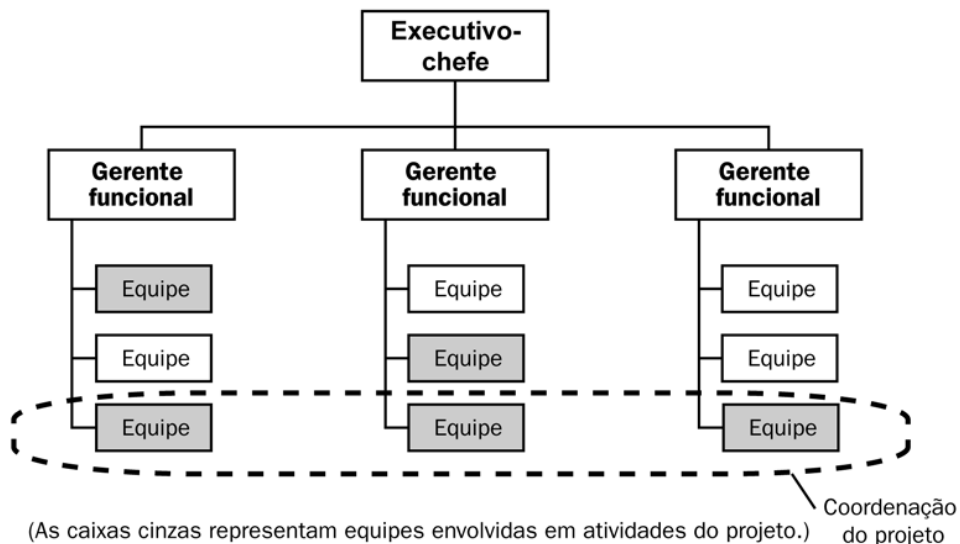 Executivo-
chefe
Gerente
funcional
Gerente
funcional
Gerente
funcional
Equipe
Equipe
Equipe
Equipe
Equipe
Equipe
Equipe
Equipe
Equipe
(As caixas cinzas representam equipes envolvidas em atividades do projeto.)
Coordenação
do projeto